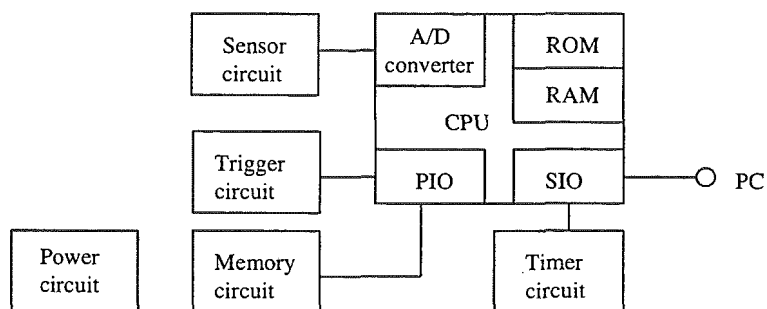 Sensor
circuit
A/D
converter
ROM
RAM
CPU
Trigger
circuit
PIO
SIO
PC
Power
circuit
Memory
circuit
Timer
circuit